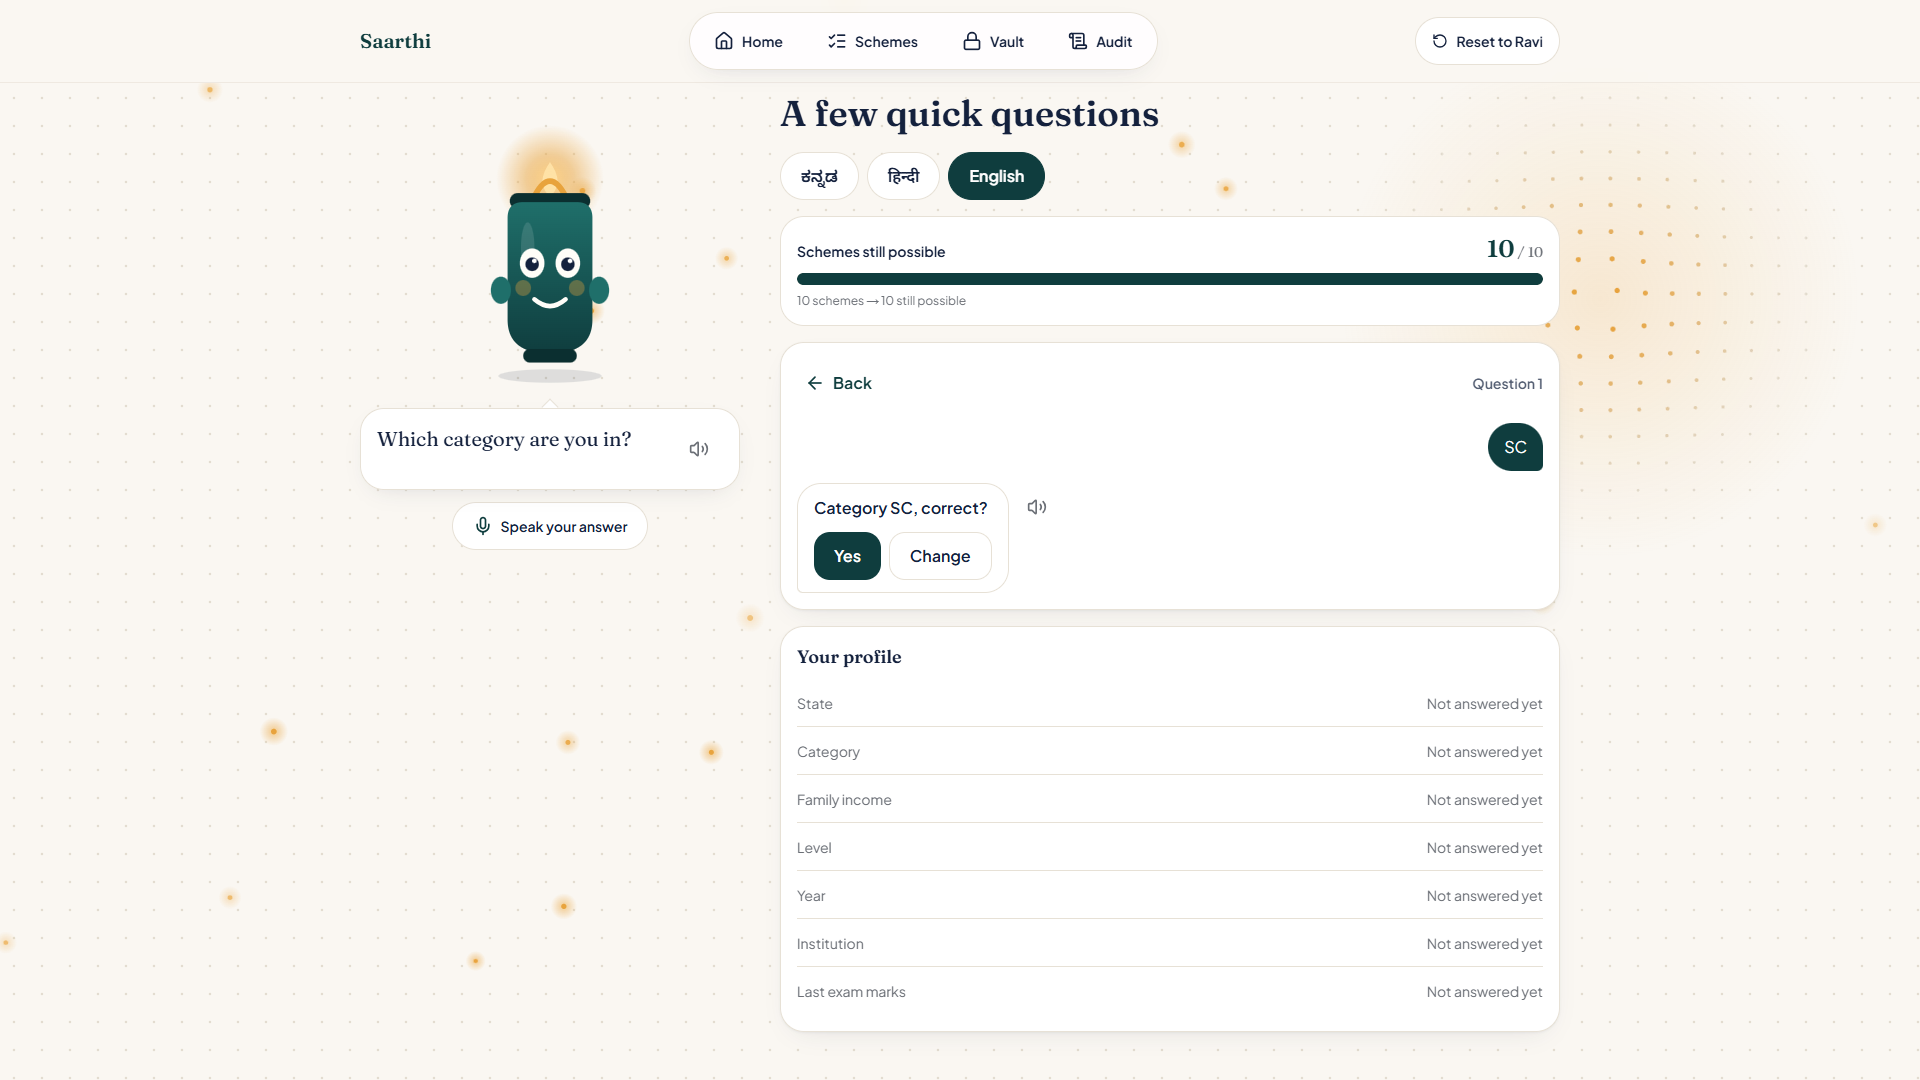 Saarthi
Home
Schemes
Vault
Audit
Reset to Ravi
Which category are you in?
Speak your answer
A few quick questions
ಕನ್ನಡ
हिन्दी
English
Schemes still possible
10 / 10
10 schemes → 10 still possible
Back
Question 1
SC
Category SC, correct?
Yes
Change
Your profile
State Not answered yet
Category Not answered yet
Family income Not answered yet
Level Not answered yet
Year Not answered yet
Institution Not answered yet
Last exam marks Not answered yet